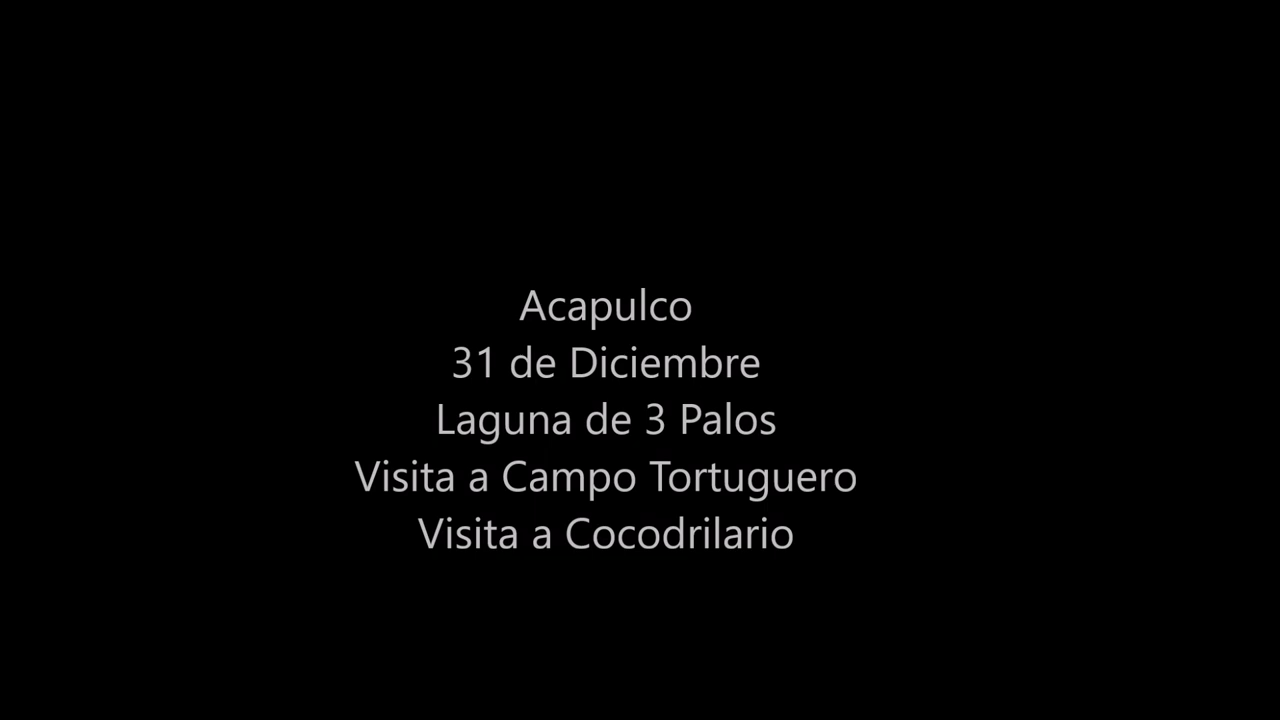 Acapulco
31 de Diciembre
Laguna de 3 Palos
Visita a Campo Tortuguero
Visita a Cocodrilario